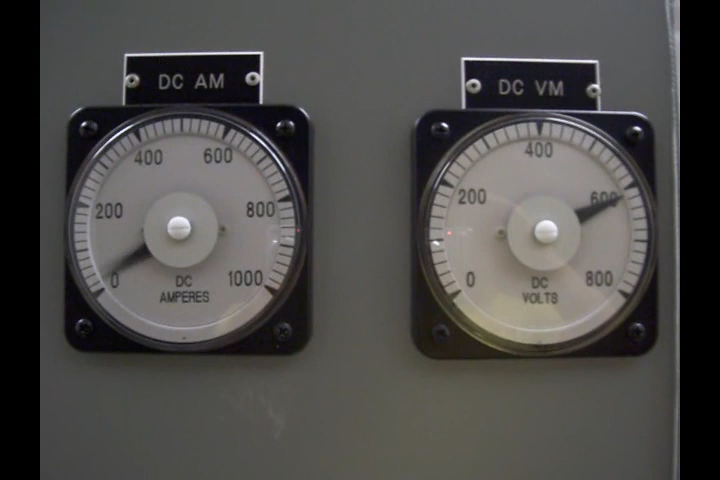 DC AM
400 600
200 800
0 1000
DC
AMPERES
DC VM
400
200 600
0 800
DC
VOLTS